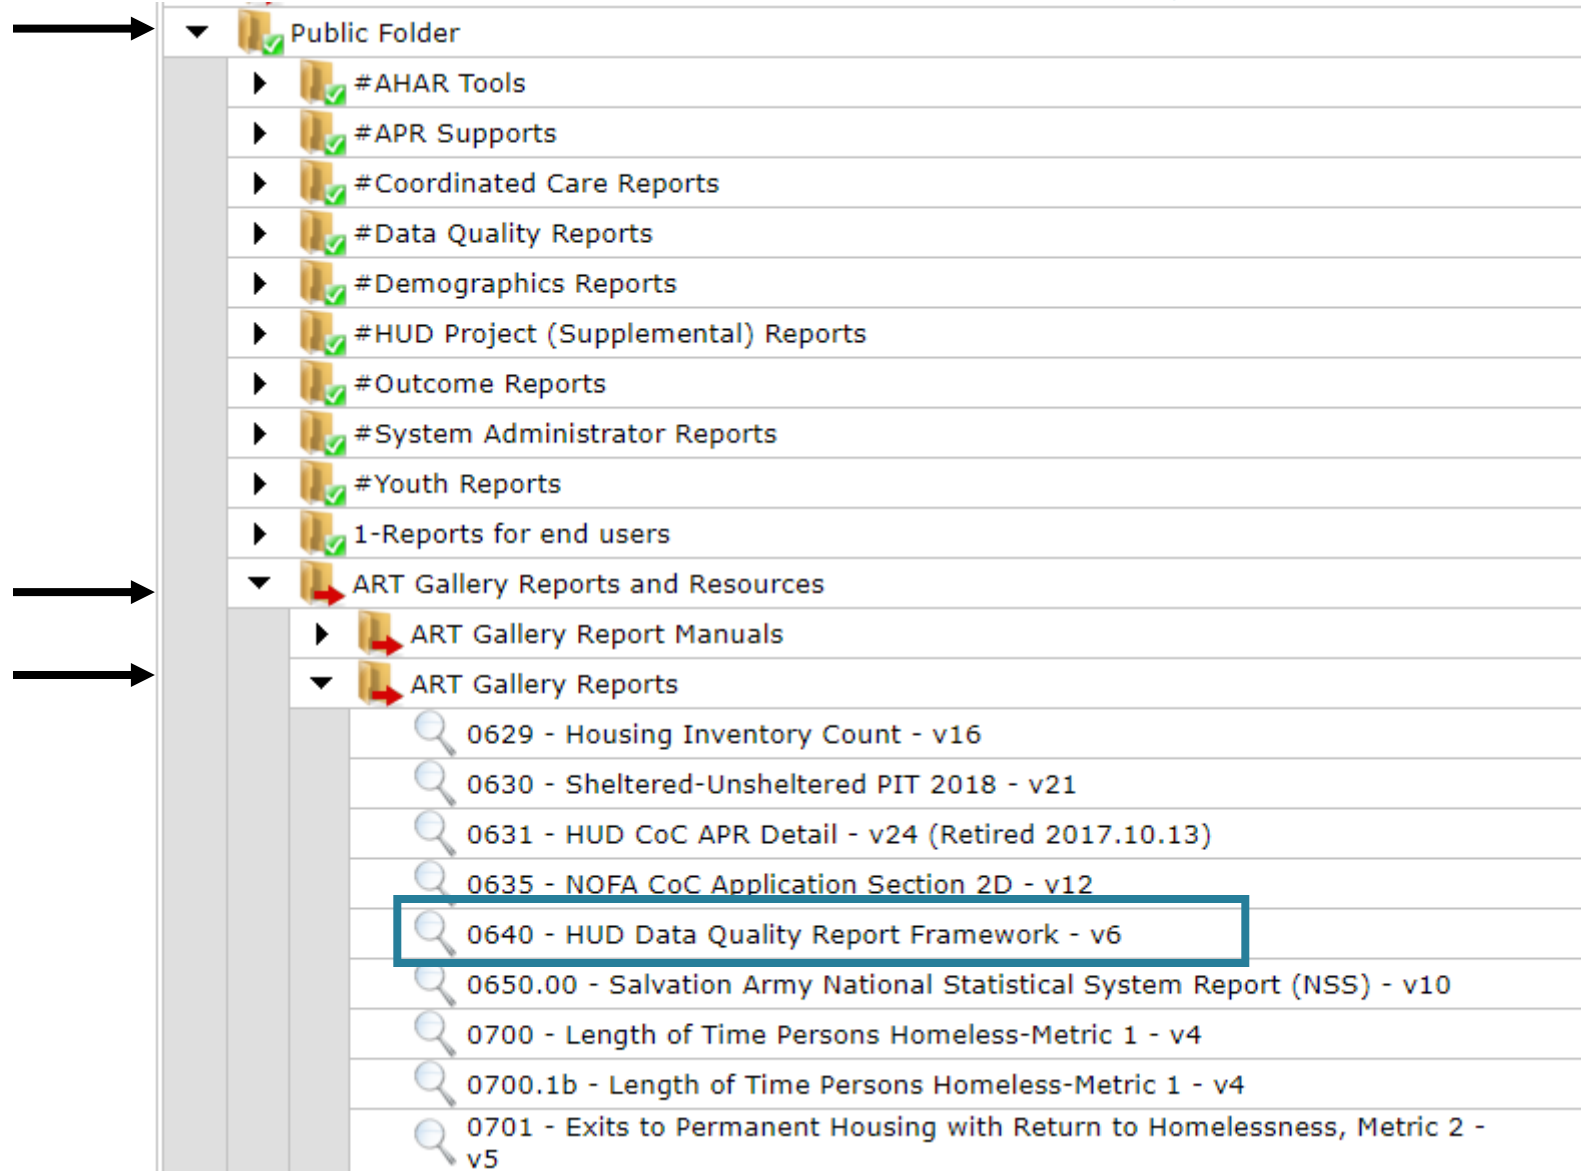 Public Folder
#AHAR Tools
#APR Supports
#Coordinated Care Reports
#Data Quality Reports
#Demographics Reports
#HUD Project (Supplemental) Reports
#Outcome Reports
#System Administrator Reports
#Youth Reports
1-Reports for end users
ART Gallery Reports and Resources
ART Gallery Report Manuals
ART Gallery Reports
0629 - Housing Inventory Count - v16
0630 - Sheltered-Unsheltered PIT 2018 - v21
0631 - HUD CoC APR Detail - v24 (Retired 2017.10.13)
0635 - NOFA CoC Application Section 2D - v12
0640 - HUD Data Quality Report Framework - v6
0650.00 - Salvation Army National Statistical System Report (NSS) - v10
0700 - Length of Time Persons Homeless-Metric 1 - v4
0700.1b - Length of Time Persons Homeless-Metric 1 - v4
0701 - Exits to Permanent Housing with Return to Homelessness, Metric 2 -
v5